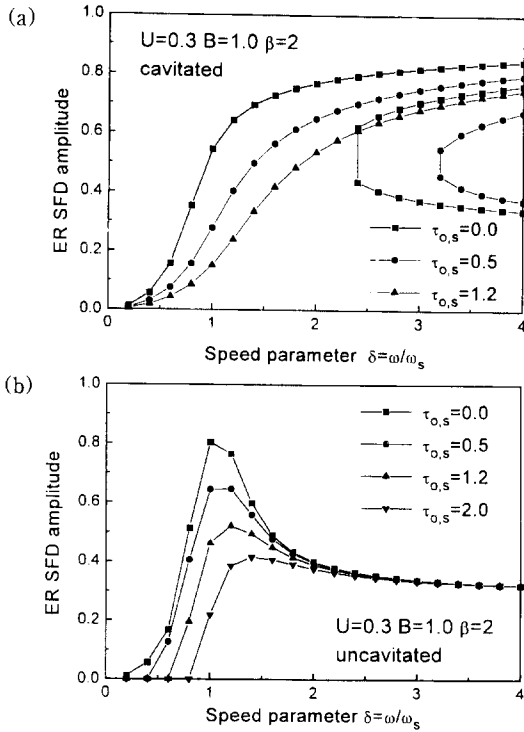 (a)
U=0.3 B=1.0 β=2
cavitated
ER SFD amplitude
1.0
0.8
0.6
0.4
0.2
0.0
τo,s=0.0
τo,s=0.5
τo,s=1.2
0 1 2 3 4
Speed parameter δ=ω/ωs
(b)
ER SFD amplitude
1.0
0.8
0.6
0.4
0.2
0.0
τo,s=0.0
τo,s=0.5
τo,s=1.2
τo,s=2.0
U=0.3 B=1.0 β=2
uncavitated
0 1 2 3 4
Speed parameter δ=ω/ωs